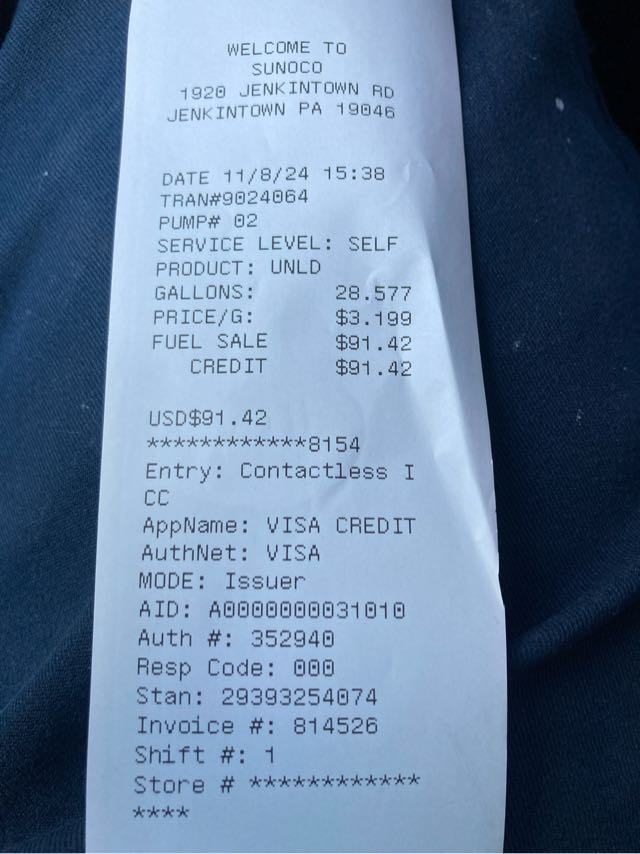 WELCOME TO
SUNOCO
1920 JENKINTOWN RD
JENKINTOWN PA 19046
DATE 11/8/24 15:38
TRAN#9024064
PUMP# 02
SERVICE LEVEL: SELF
PRODUCT: UNLD
GALLONS: 28.577
PRICE/G: $3.199
FUEL SALE $91.42
CREDIT $91.42
USD$91.42
************8154
Entry: Contactless I
CC
AppName: VISA CREDIT
AuthNet: VISA
MODE: Issuer
AID: A0000000031010
Auth #: 352940
Resp Code: 000
Stan: 29393254074
Invoice #: 814526
Shift #: 1
Store # ************
****